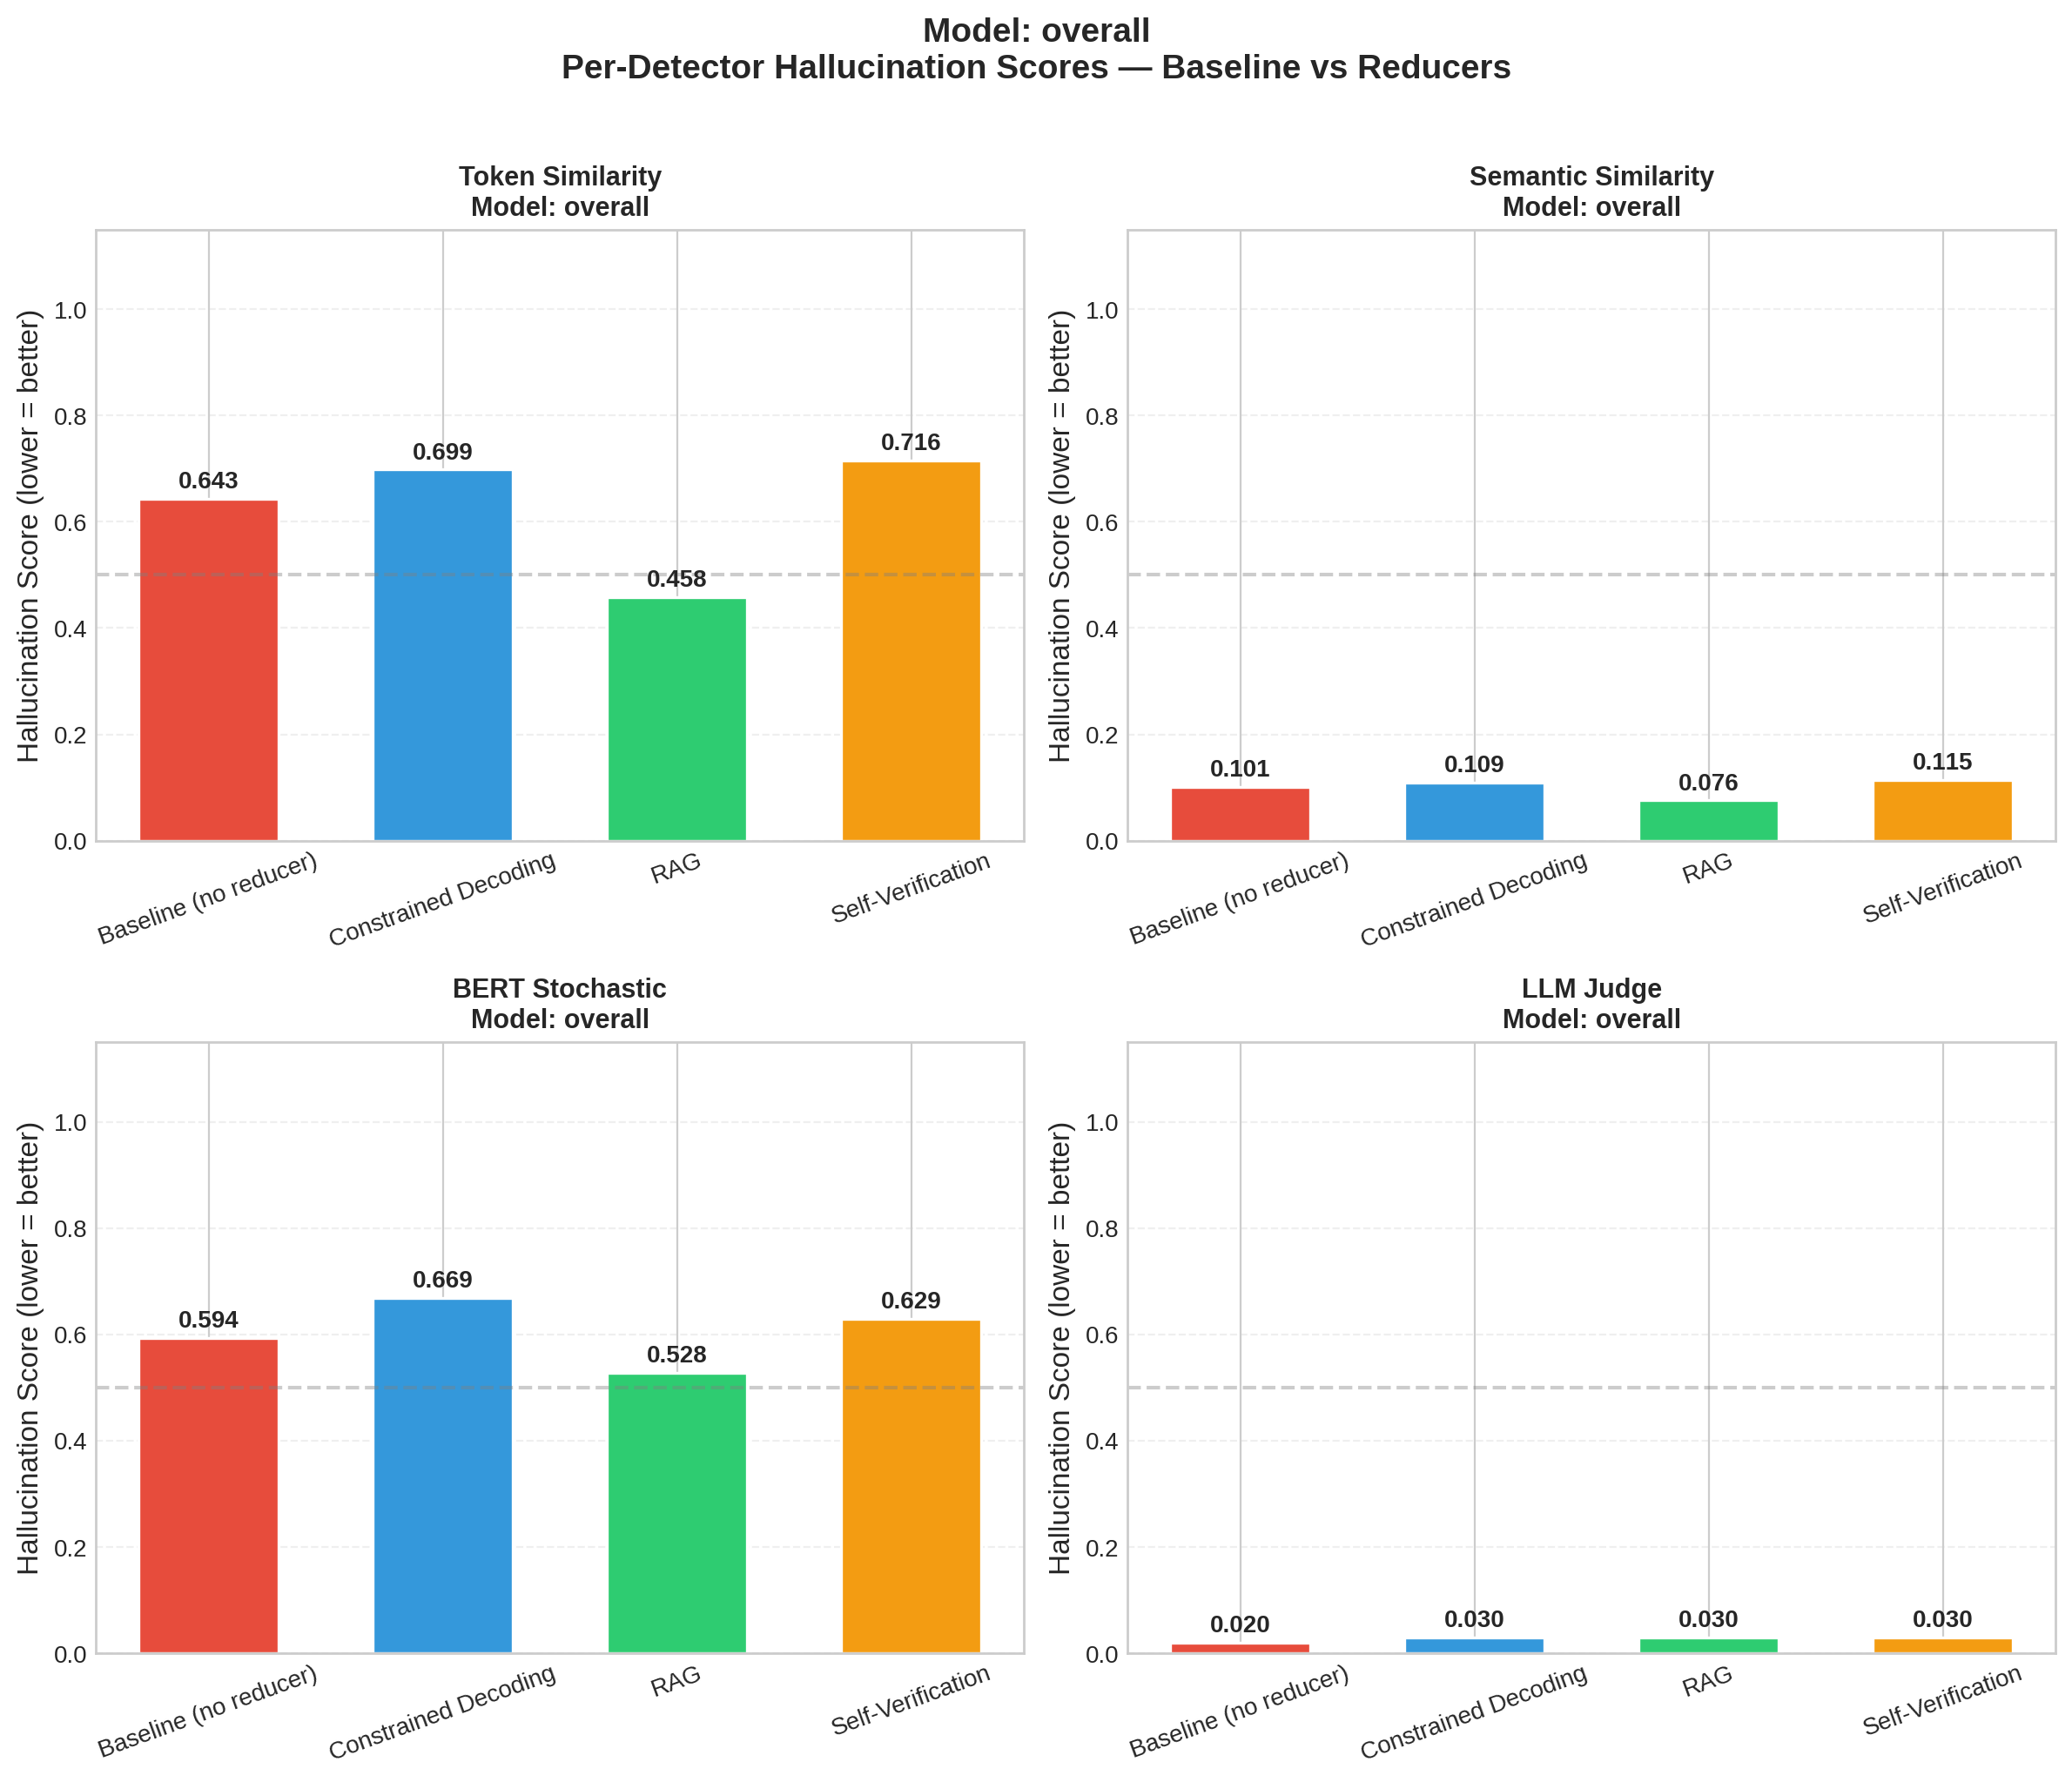 Model: overall
Per-Detector Hallucination Scores — Baseline vs Reducers
Token Similarity
Model: overall
Hallucination Score (lower = better)
1.0
0.8
0.6
0.4
0.2
0.0
0.643
0.699
0.458
0.716
Baseline (no reducer)
Constrained Decoding
RAG
Self-Verification
Semantic Similarity
Model: overall
Hallucination Score (lower = better)
1.0
0.8
0.6
0.4
0.2
0.0
0.101
0.109
0.076
0.115
Baseline (no reducer)
Constrained Decoding
RAG
Self-Verification
BERT Stochastic
Model: overall
Hallucination Score (lower = better)
1.0
0.8
0.6
0.4
0.2
0.0
0.594
0.669
0.528
0.629
Baseline (no reducer)
Constrained Decoding
RAG
Self-Verification
LLM Judge
Model: overall
Hallucination Score (lower = better)
1.0
0.8
0.6
0.4
0.2
0.0
0.020
0.030
0.030
0.030
Baseline (no reducer)
Constrained Decoding
RAG
Self-Verification